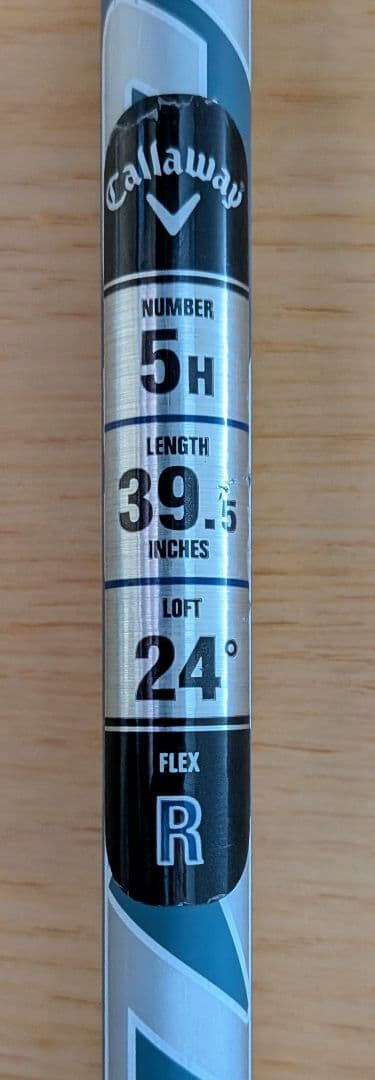 Callaway
NUMBER
5H
LENGTH
39.5
INCHES
LOFT
24°
FLEX
R